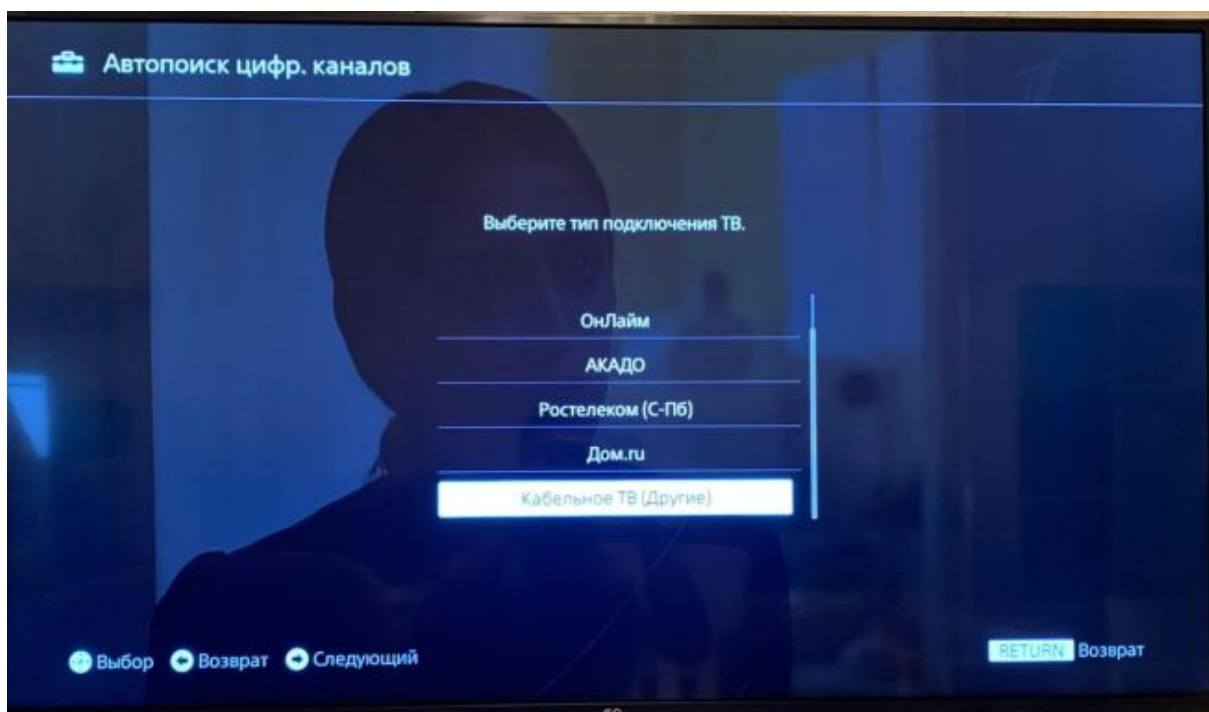 Автопоиск цифр. каналов
Выберите тип подключения ТВ.
ОнЛайм
АКАДО
Ростелеком (С-Пб)
Дом.ru
Кабельное ТВ (Другие)
Выбор Возврат Следующий
RETURN Возврат